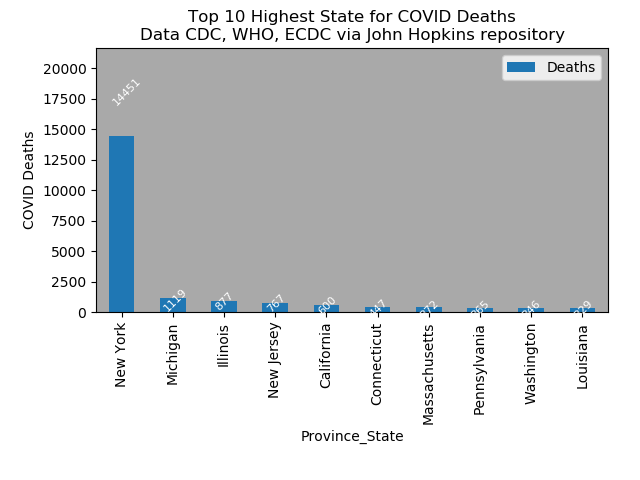 Top 10 Highest State for COVID Deaths
Data CDC, WHO, ECDC via John Hopkins repository
Deaths
COVID Deaths
20000
17500
15000
12500
10000
7500
5000
2500
0
14451
1119
877
767
600
New York
Michigan
Illinois
New Jersey
California
Connecticut
Massachusetts
Pennsylvania
Washington
Louisiana
Province_State